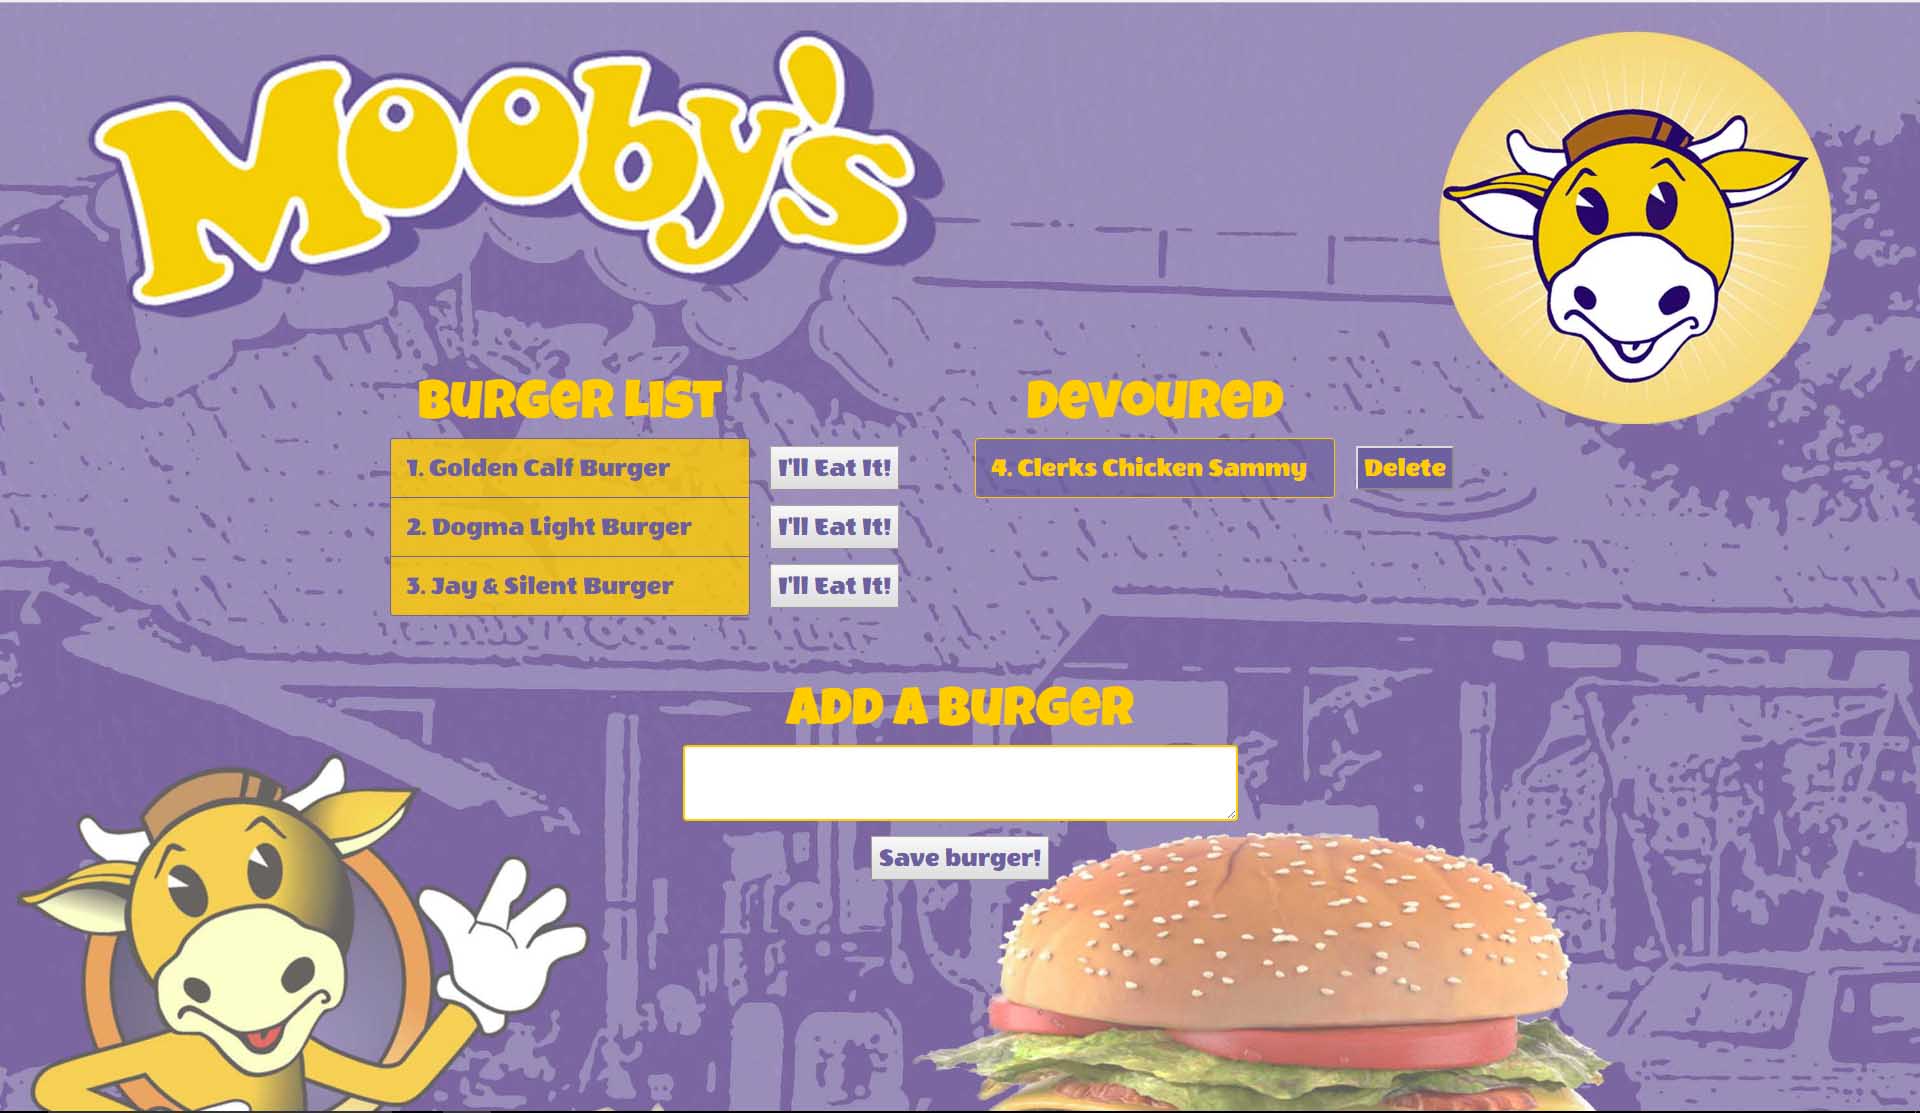 Mooby's
Burger List
1. Golden Calf Burger
I'll Eat It!
2. Dogma Light Burger
I'll Eat It!
3. Jay & Silent Burger
I'll Eat It!
Devoured
4. Clerks Chicken Sammy
Delete
Add a Burger
Save burger!